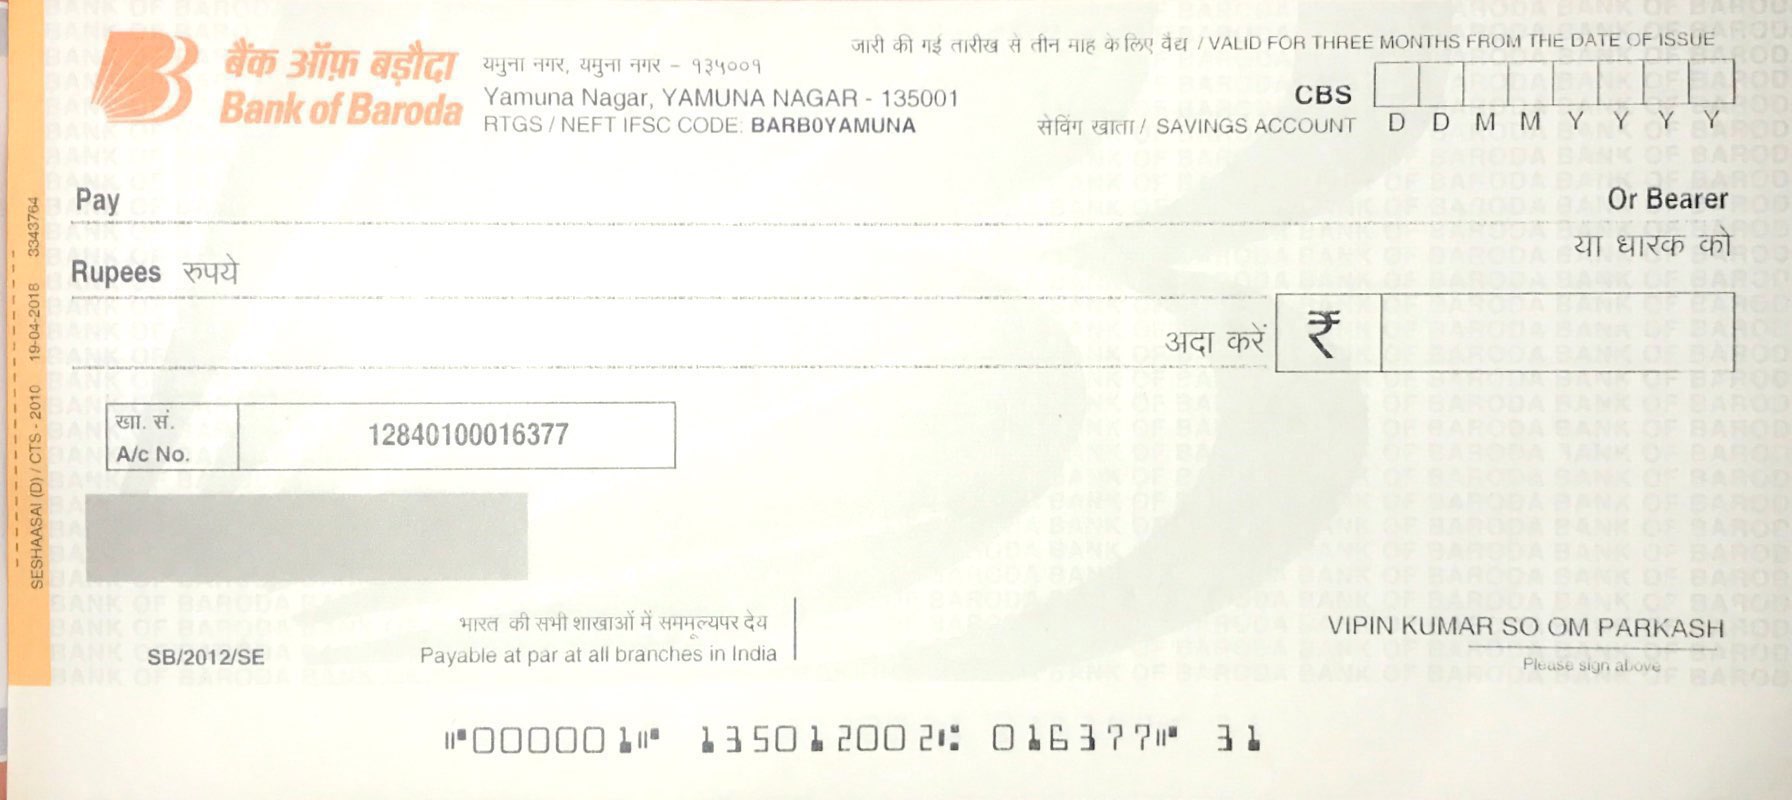 जारी की गई तारीख से तीन माह के लिए वैद्य / VALID FOR THREE MONTHS FROM THE DATE OF ISSUE
बैंक ऑफ़ बड़ौदा
Bank of Baroda
यमुना नगर, यमुना नगर - १३५००१
Yamuna Nagar, YAMUNA NAGAR - 135001
RTGS / NEFT IFSC CODE: BARB0YAMUNA
CBS
सेविंग खाता / SAVINGS ACCOUNT
D D M M Y Y Y Y
Pay
Or Bearer
या धारक को
Rupees रुपये
अदा करें
₹
खा. सं.
A/c No.
12840100016377
SESHAASAI (D) / CTS - 2010 19-04-2018 3343764
भारत की सभी शाखाओं में सममूल्यपर देय
Payable at par at all branches in India
SB/2012/SE
VIPIN KUMAR SO OM PARKASH
Please sign above
⑈000001⑈ 135012002⑆ 016377⑈ 31